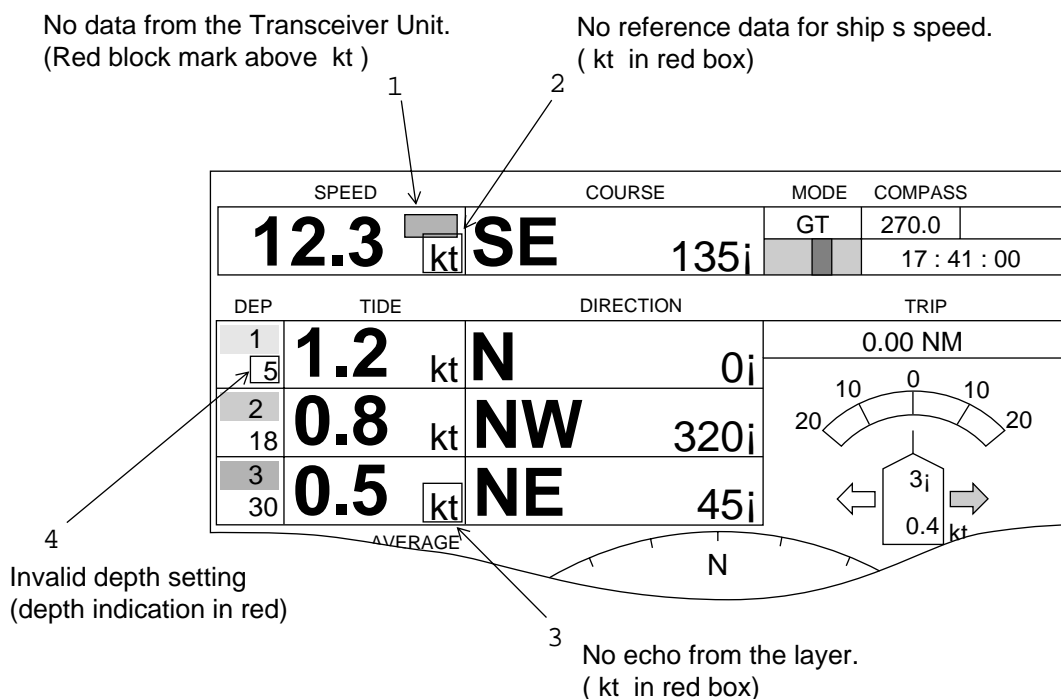 No data from the Transceiver Unit.
(Red block mark above kt )
No reference data for ship s speed.
( kt in red box)
1
2
SPEED COURSE MODE COMPASS
12.3 kt SE 135¡ GT 270.0
17 : 41 : 00
DEP TIDE DIRECTION TRIP
1 1.2 kt N 0¡ 0.00 NM
5
2 0.8 kt NW 320¡
18
3 0.5 kt NE 45¡
30
20 10 0 10 20
3¡
0.4 kt
AVERAGE
N
4
Invalid depth setting
(depth indication in red)
3
No echo from the layer.
( kt in red box)